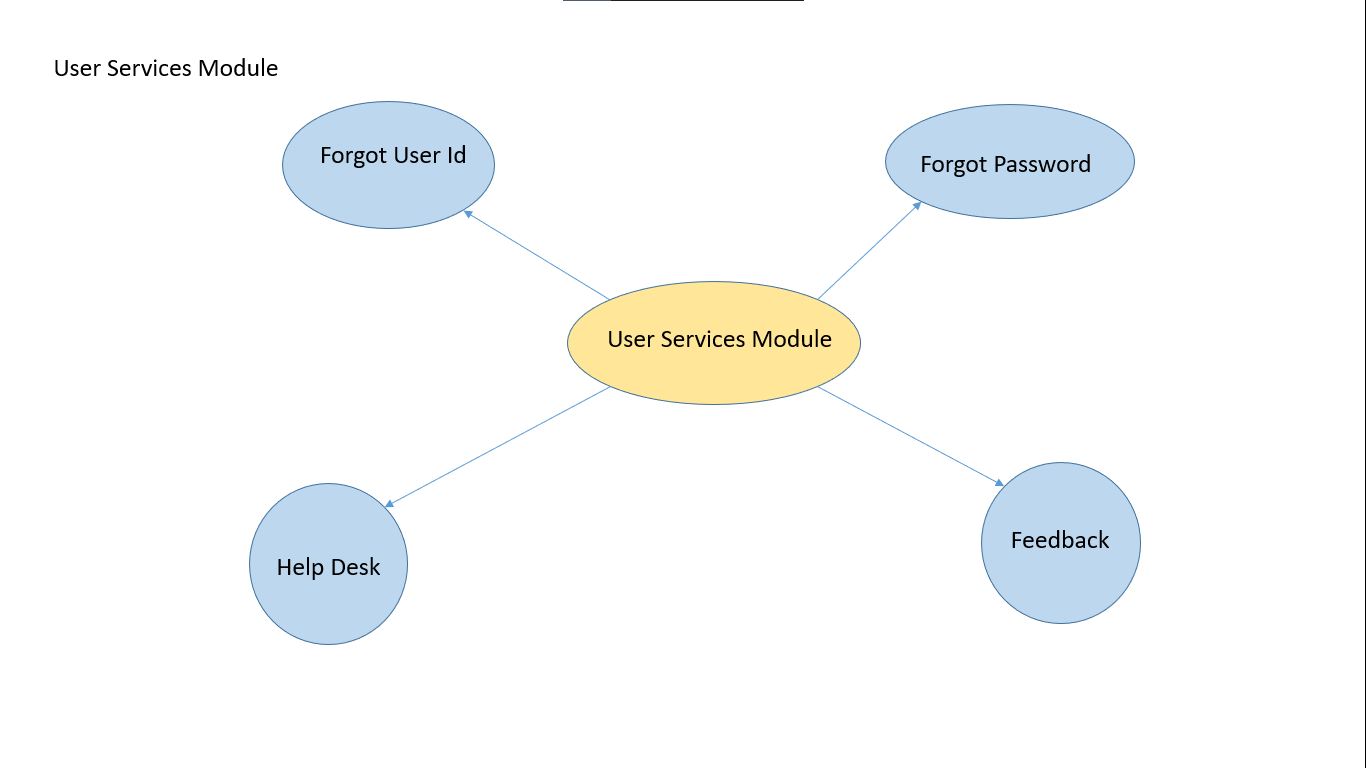 User Services Module
Forgot User Id
Forgot Password
User Services Module
Help Desk
Feedback